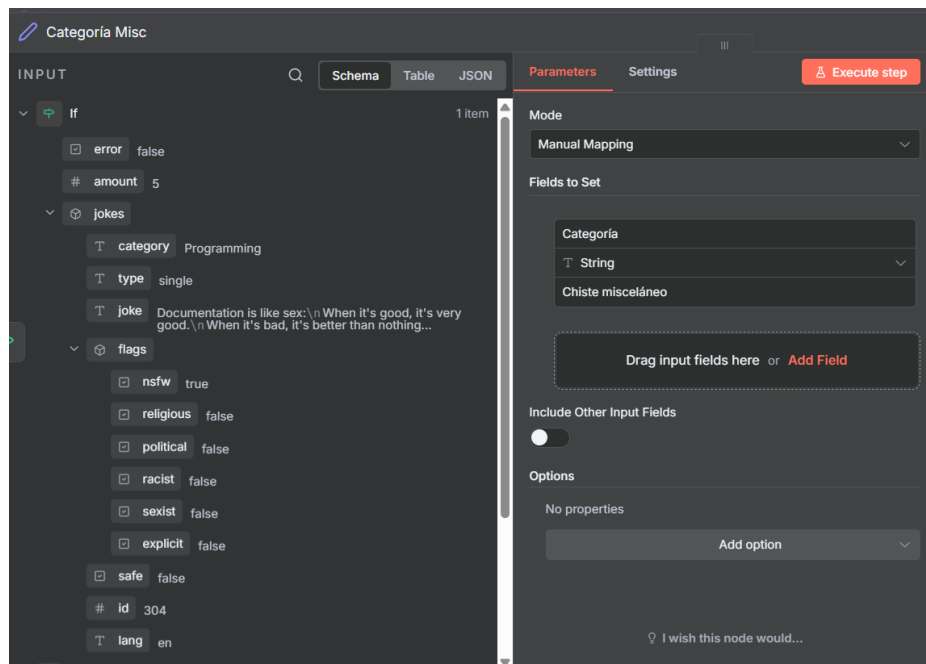 Categoría Misc
INPUT
Schema Table JSON
If 1 item
error false
# amount 5
jokes
T category Programming
T type single
T joke Documentation is like sex:\n When it's good, it's very
good.\n When it's bad, it's better than nothing...
flags
nsfw true
religious false
political false
racist false
sexist false
explicit false
safe false
# id 304
T lang en
Parameters Settings Execute step
Mode
Manual Mapping
Fields to Set
Categoría
T String
Chiste misceláneo
Drag input fields here or Add Field
Include Other Input Fields
Options
No properties
Add option
I wish this node would...